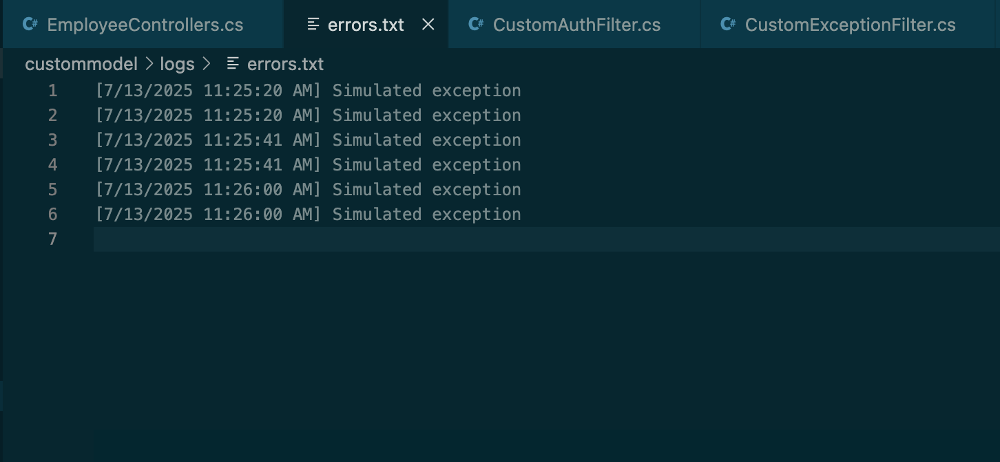 EmployeeControllers.cs errors.txt CustomAuthFilter.cs CustomExceptionFilter.cs
custommodel > logs > errors.txt
1 [7/13/2025 11:25:20 AM] Simulated exception
2 [7/13/2025 11:25:20 AM] Simulated exception
3 [7/13/2025 11:25:41 AM] Simulated exception
4 [7/13/2025 11:25:41 AM] Simulated exception
5 [7/13/2025 11:26:00 AM] Simulated exception
6 [7/13/2025 11:26:00 AM] Simulated exception
7